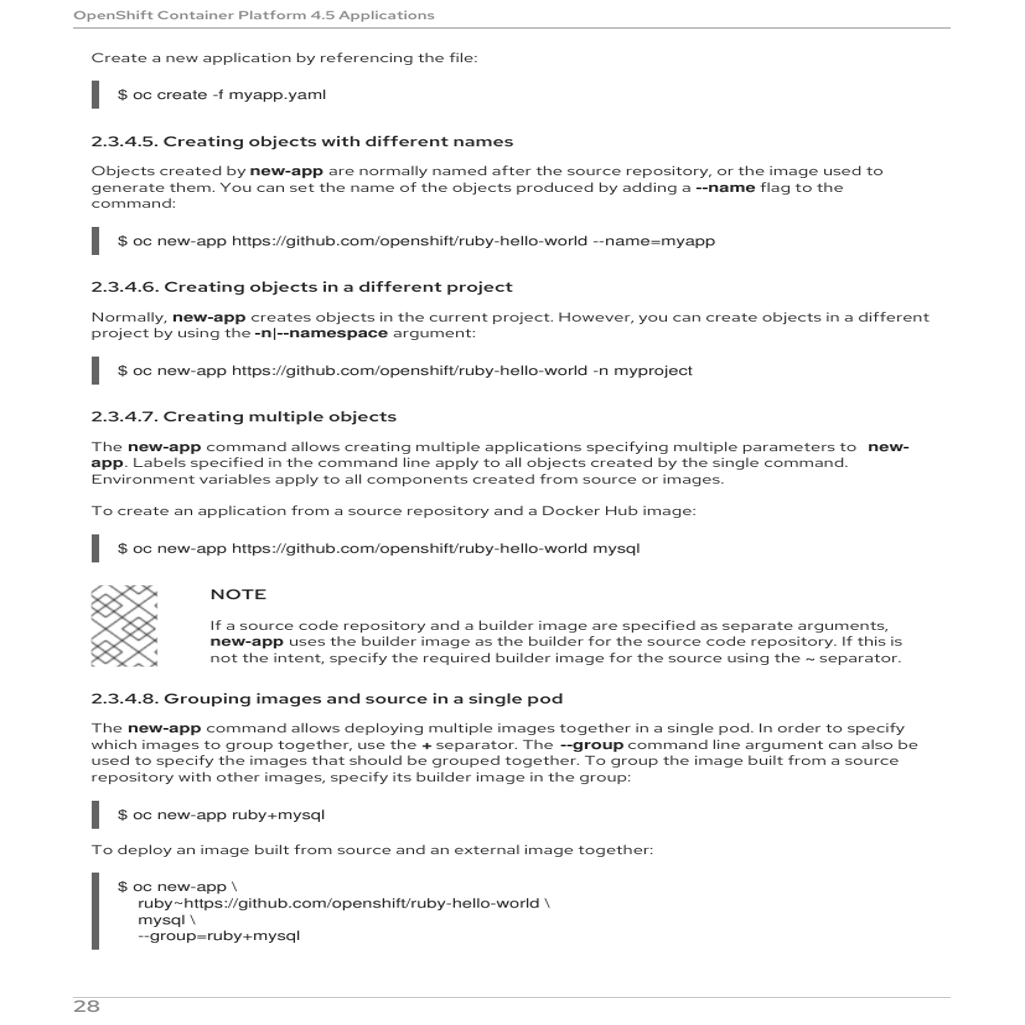 OpenShift Container Platform 4.5 Applications
Create a new application by referencing the file:
$ oc create -f myapp.yaml
2.3.4.5. Creating objects with different names
Objects created by new-app are normally named after the source repository, or the image used to
generate them. You can set the name of the objects produced by adding a --name flag to the
command:
$ oc new-app https://github.com/openshift/ruby-hello-world --name=myapp
2.3.4.6. Creating objects in a different project
Normally, new-app creates objects in the current project. However, you can create objects in a different
project by using the -n|--namespace argument:
$ oc new-app https://github.com/openshift/ruby-hello-world -n myproject
2.3.4.7. Creating multiple objects
The new-app command allows creating multiple applications specifying multiple parameters to new-
app. Labels specified in the command line apply to all objects created by the single command.
Environment variables apply to all components created from source or images.
To create an application from a source repository and a Docker Hub image:
$ oc new-app https://github.com/openshift/ruby-hello-world mysql
NOTE
If a source code repository and a builder image are specified as separate arguments,
new-app uses the builder image as the builder for the source code repository. If this is
not the intent, specify the required builder image for the source using the ~ separator.
2.3.4.8. Grouping images and source in a single pod
The new-app command allows deploying multiple images together in a single pod. In order to specify
which images to group together, use the + separator. The --group command line argument can also be
used to specify the images that should be grouped together. To group the image built from a source
repository with other images, specify its builder image in the group:
$ oc new-app ruby+mysql
To deploy an image built from source and an external image together:
$ oc new-app \
ruby~https://github.com/openshift/ruby-hello-world \
mysql \
--group=ruby+mysql
28